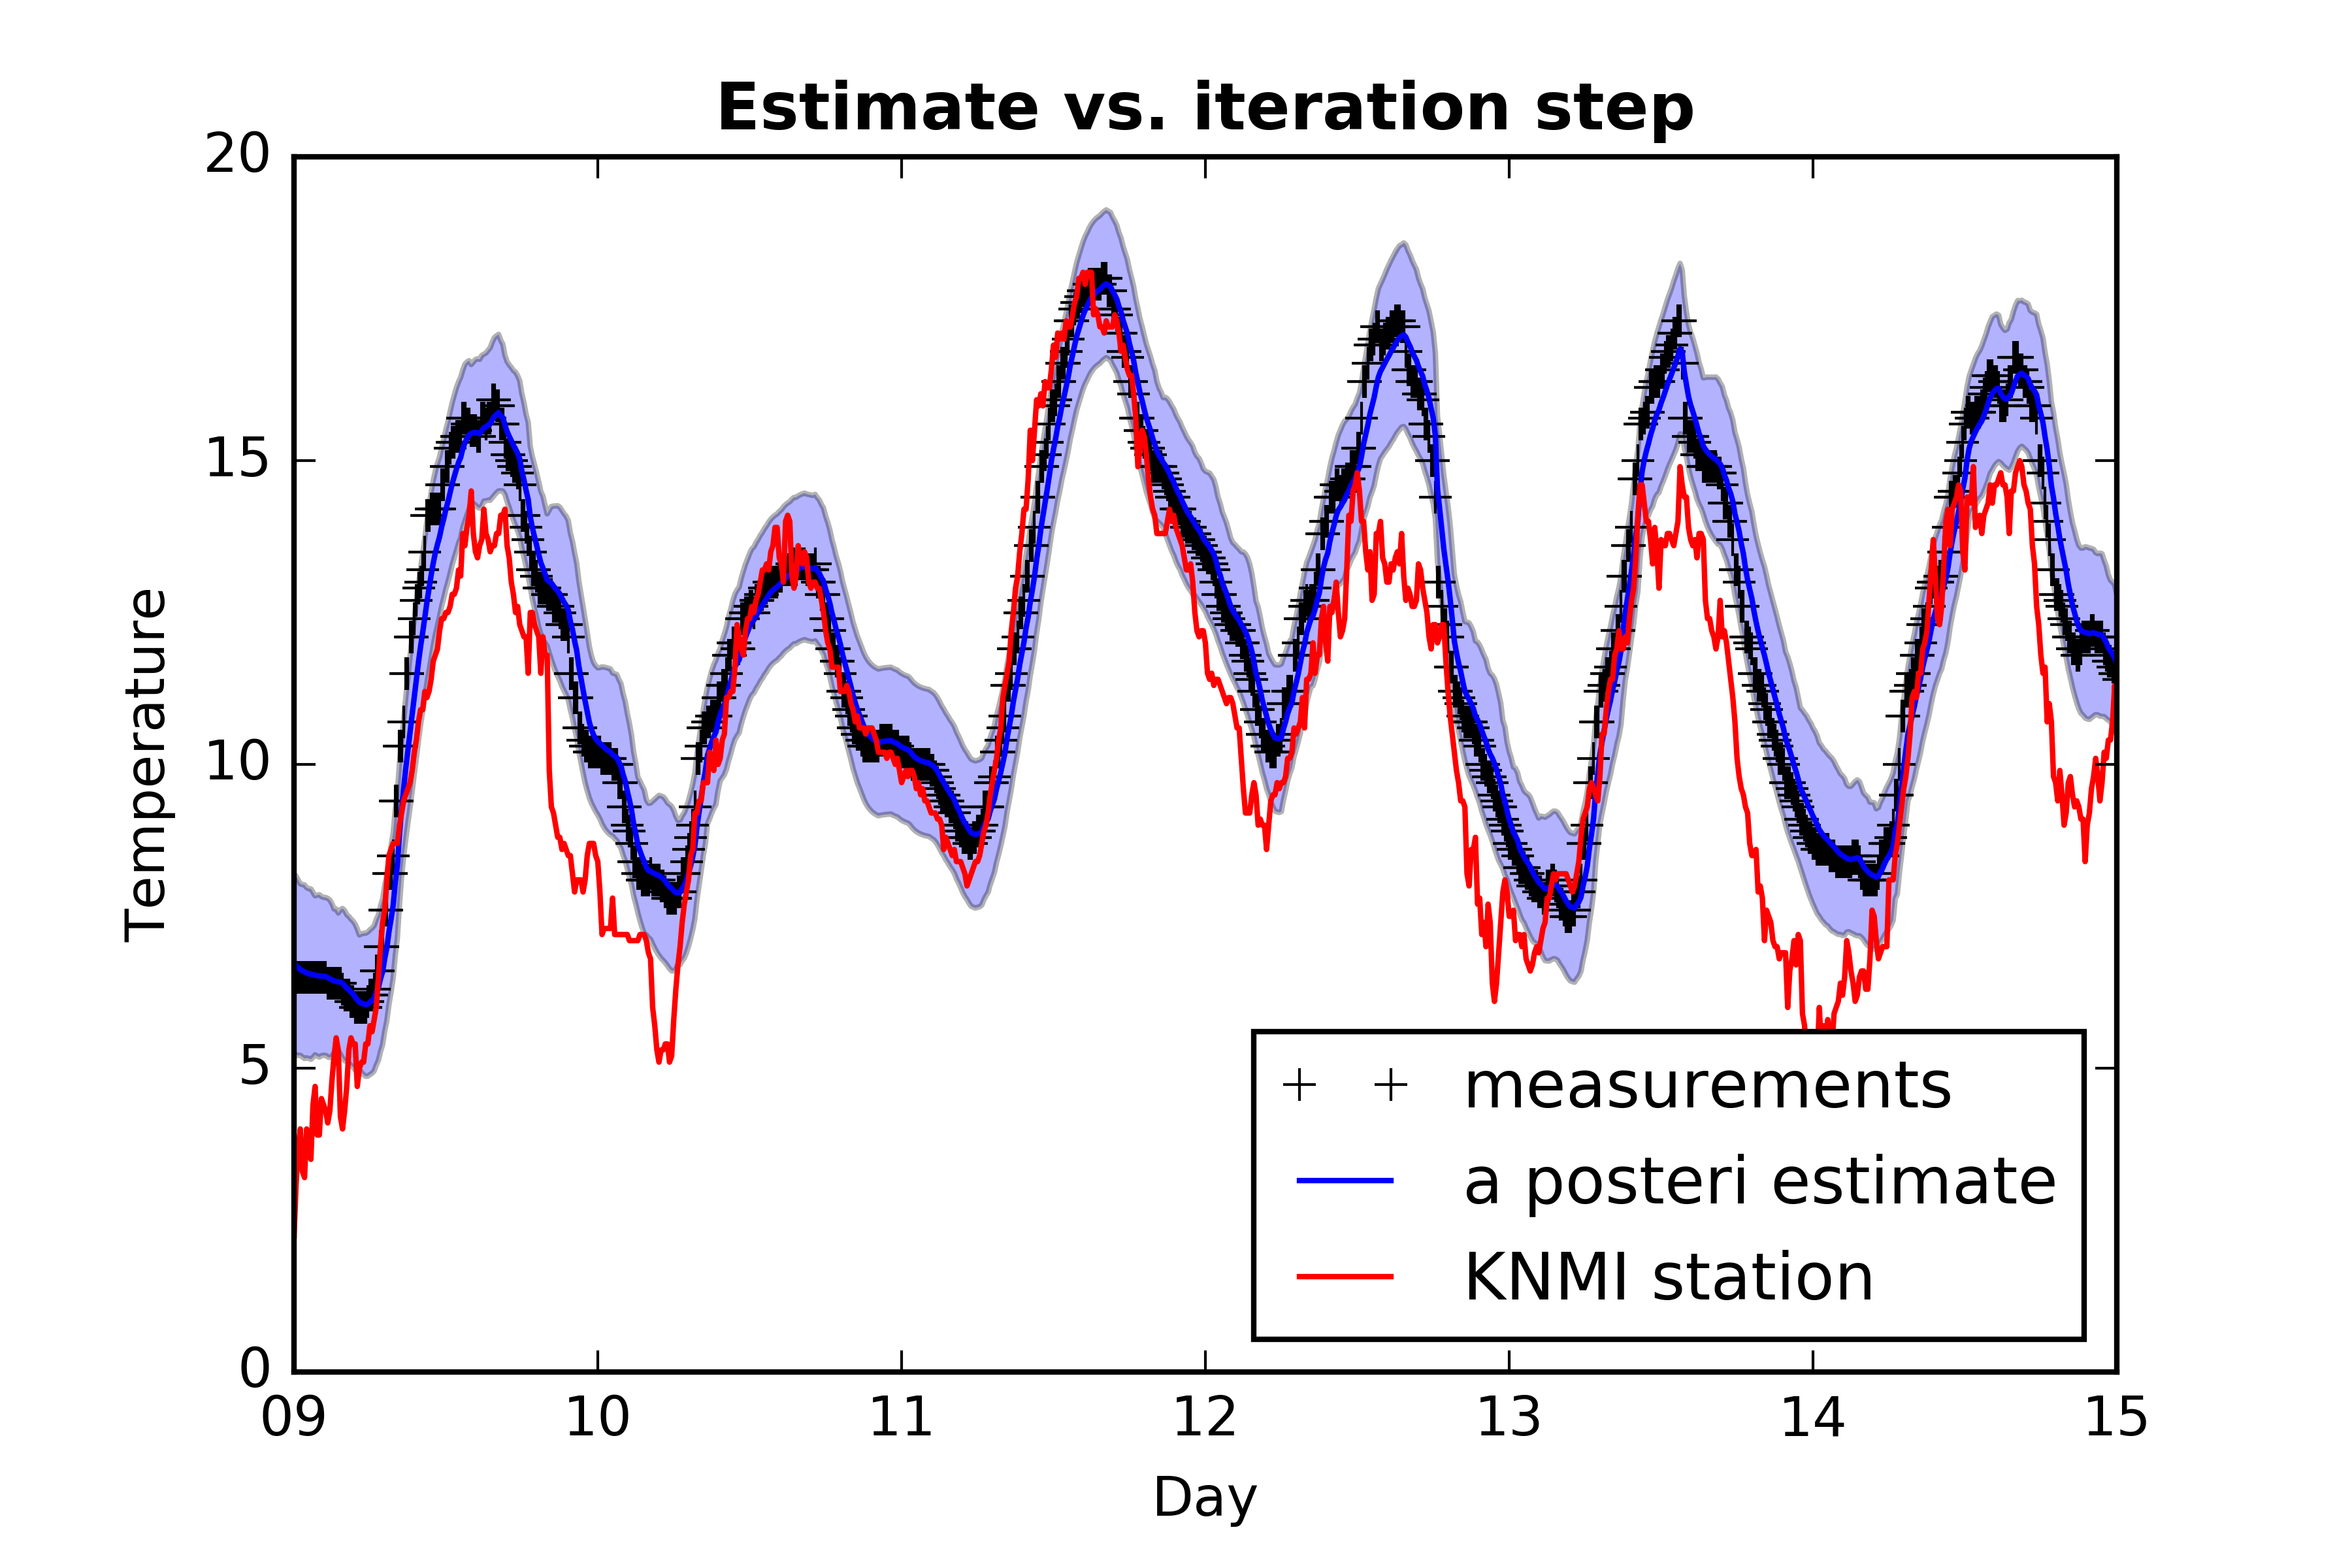 Estimate vs. iteration step
20
15
10
5
0
Temperature
measurements
a posteri estimate
KNMI station
09 10 11 12 13 14 15
Day